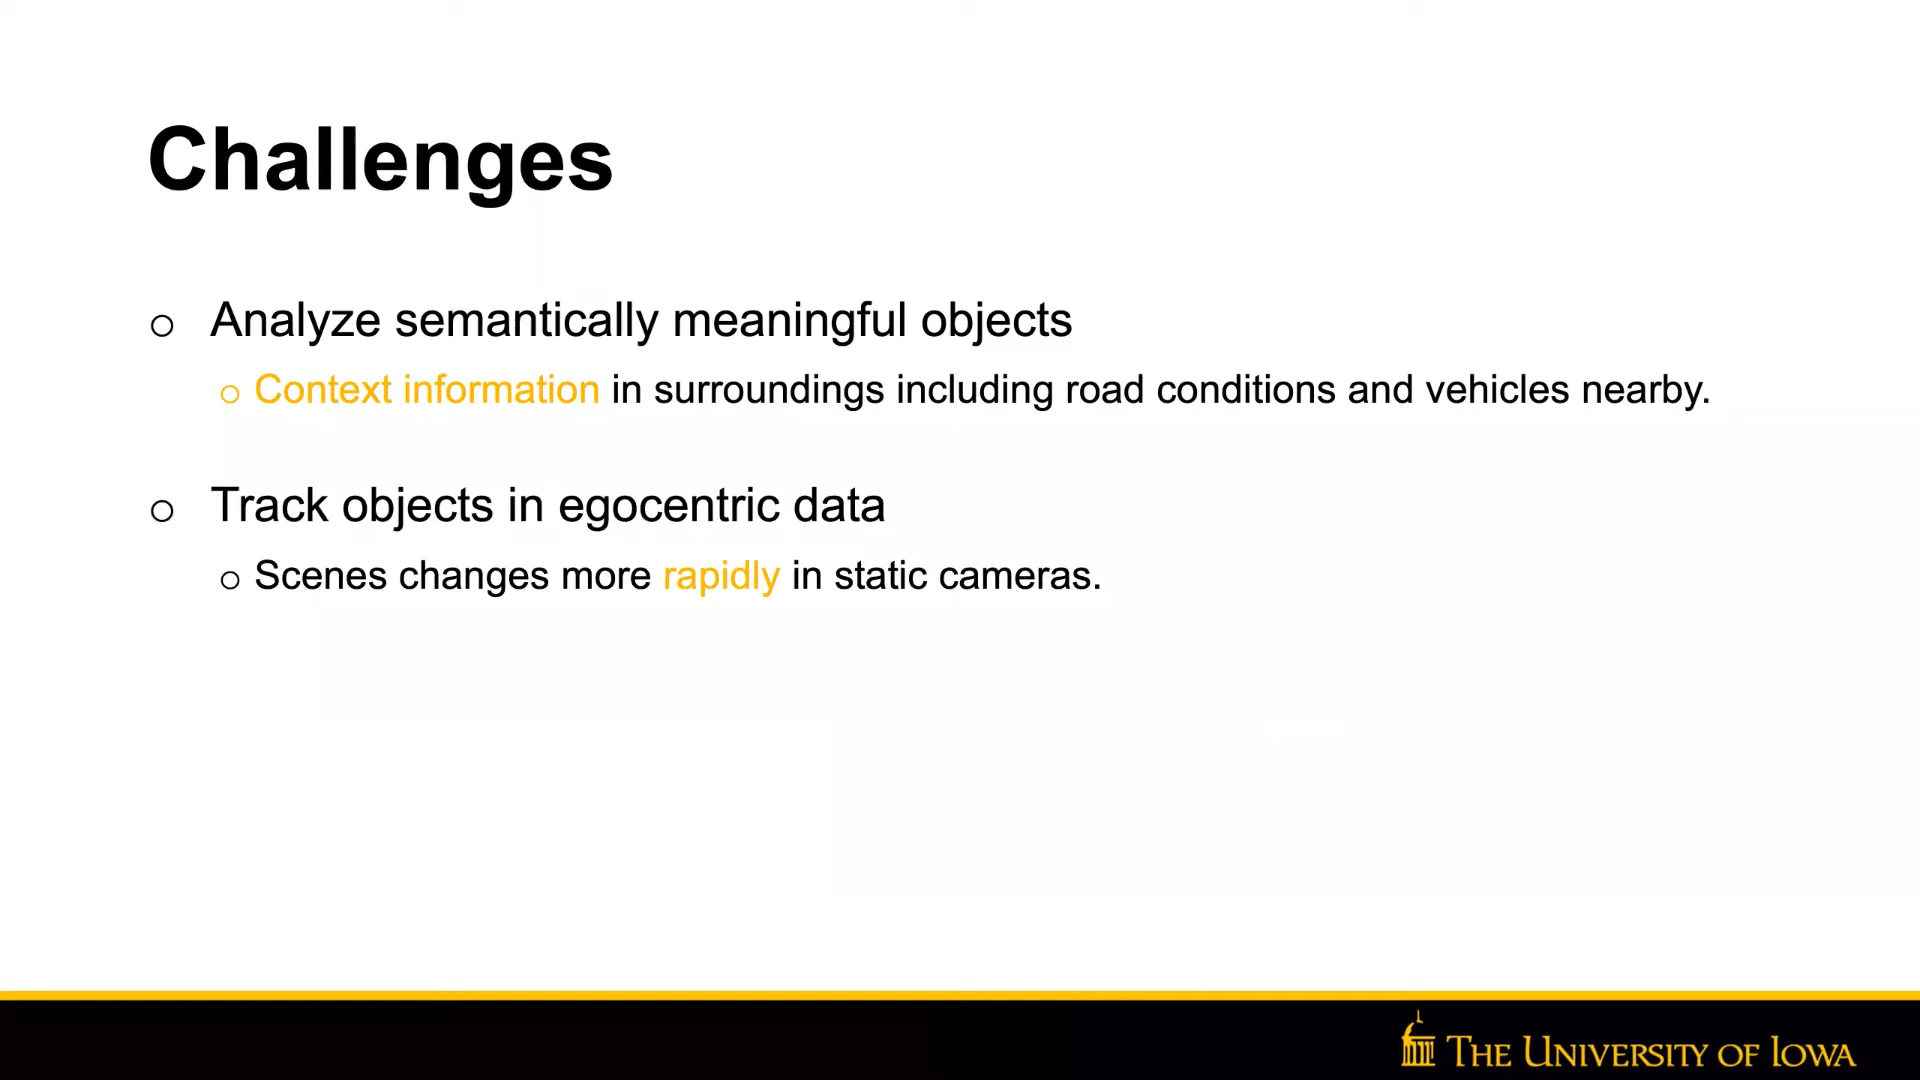 Challenges
Analyze semantically meaningful objects
Context information in surroundings including road conditions and vehicles nearby.
Track objects in egocentric data
Scenes changes more rapidly in static cameras.
THE UNIVERSITY OF IOWA